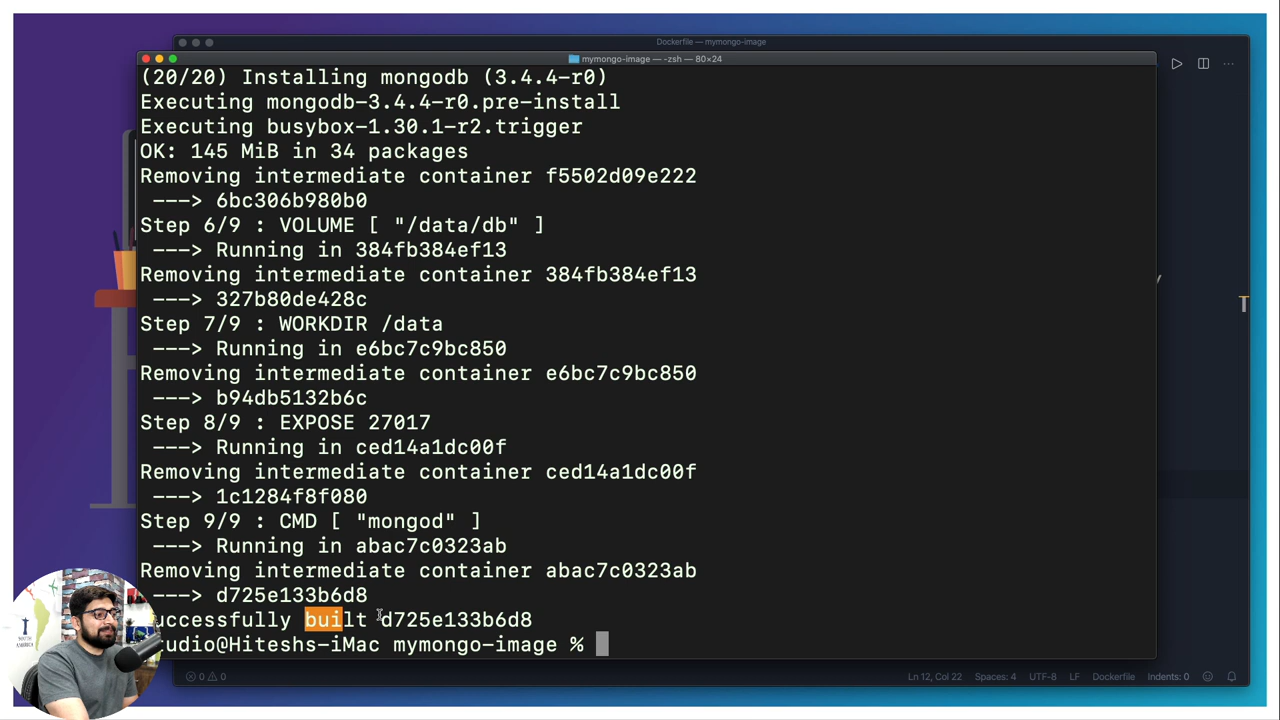 Dockerfile — mymongo-image
mymongo-image — -zsh — 80×24
(20/20) Installing mongodb (3.4.4-r0)
Executing mongodb-3.4.4-r0.pre-install
Executing busybox-1.30.1-r2.trigger
OK: 145 MiB in 34 packages
Removing intermediate container f5502d09e222
---> 6bc306b980b0
Step 6/9 : VOLUME [ "/data/db" ]
---> Running in 384fb384ef13
Removing intermediate container 384fb384ef13
---> 327b80de428c
Step 7/9 : WORKDIR /data
---> Running in e6bc7c9bc850
Removing intermediate container e6bc7c9bc850
---> b94db5132b6c
Step 8/9 : EXPOSE 27017
---> Running in ced14a1dc00f
Removing intermediate container ced14a1dc00f
---> 1c1284f8f080
Step 9/9 : CMD [ "mongod" ]
---> Running in abac7c0323ab
Removing intermediate container abac7c0323ab
---> d725e133b6d8
uccessfully built d725e133b6d8
udio@Hiteshs-iMac mymongo-image %
SOUTH
AMERICA
0 0 Ln 12, Col 22 Spaces: 4 UTF-8 LF Dockerfile Indents: 0